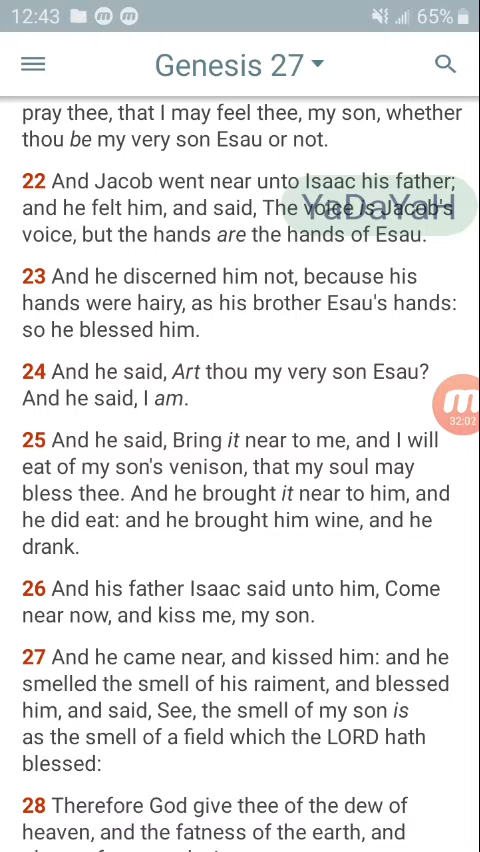 12:43 65%
Genesis 27
pray thee, that I may feel thee, my son, whether
thou be my very son Esau or not.
22 And Jacob went near unto Isaac his father;
and he felt him, and said, The voice is Jacob's
YaDaYaH
voice, but the hands are the hands of Esau.
23 And he discerned him not, because his
hands were hairy, as his brother Esau's hands:
so he blessed him.
24 And he said, Art thou my very son Esau?
And he said, I am.
32:02
25 And he said, Bring it near to me, and I will
eat of my son's venison, that my soul may
bless thee. And he brought it near to him, and
he did eat: and he brought him wine, and he
drank.
26 And his father Isaac said unto him, Come
near now, and kiss me, my son.
27 And he came near, and kissed him: and he
smelled the smell of his raiment, and blessed
him, and said, See, the smell of my son is
as the smell of a field which the LORD hath
blessed:
28 Therefore God give thee of the dew of
heaven, and the fatness of the earth, and